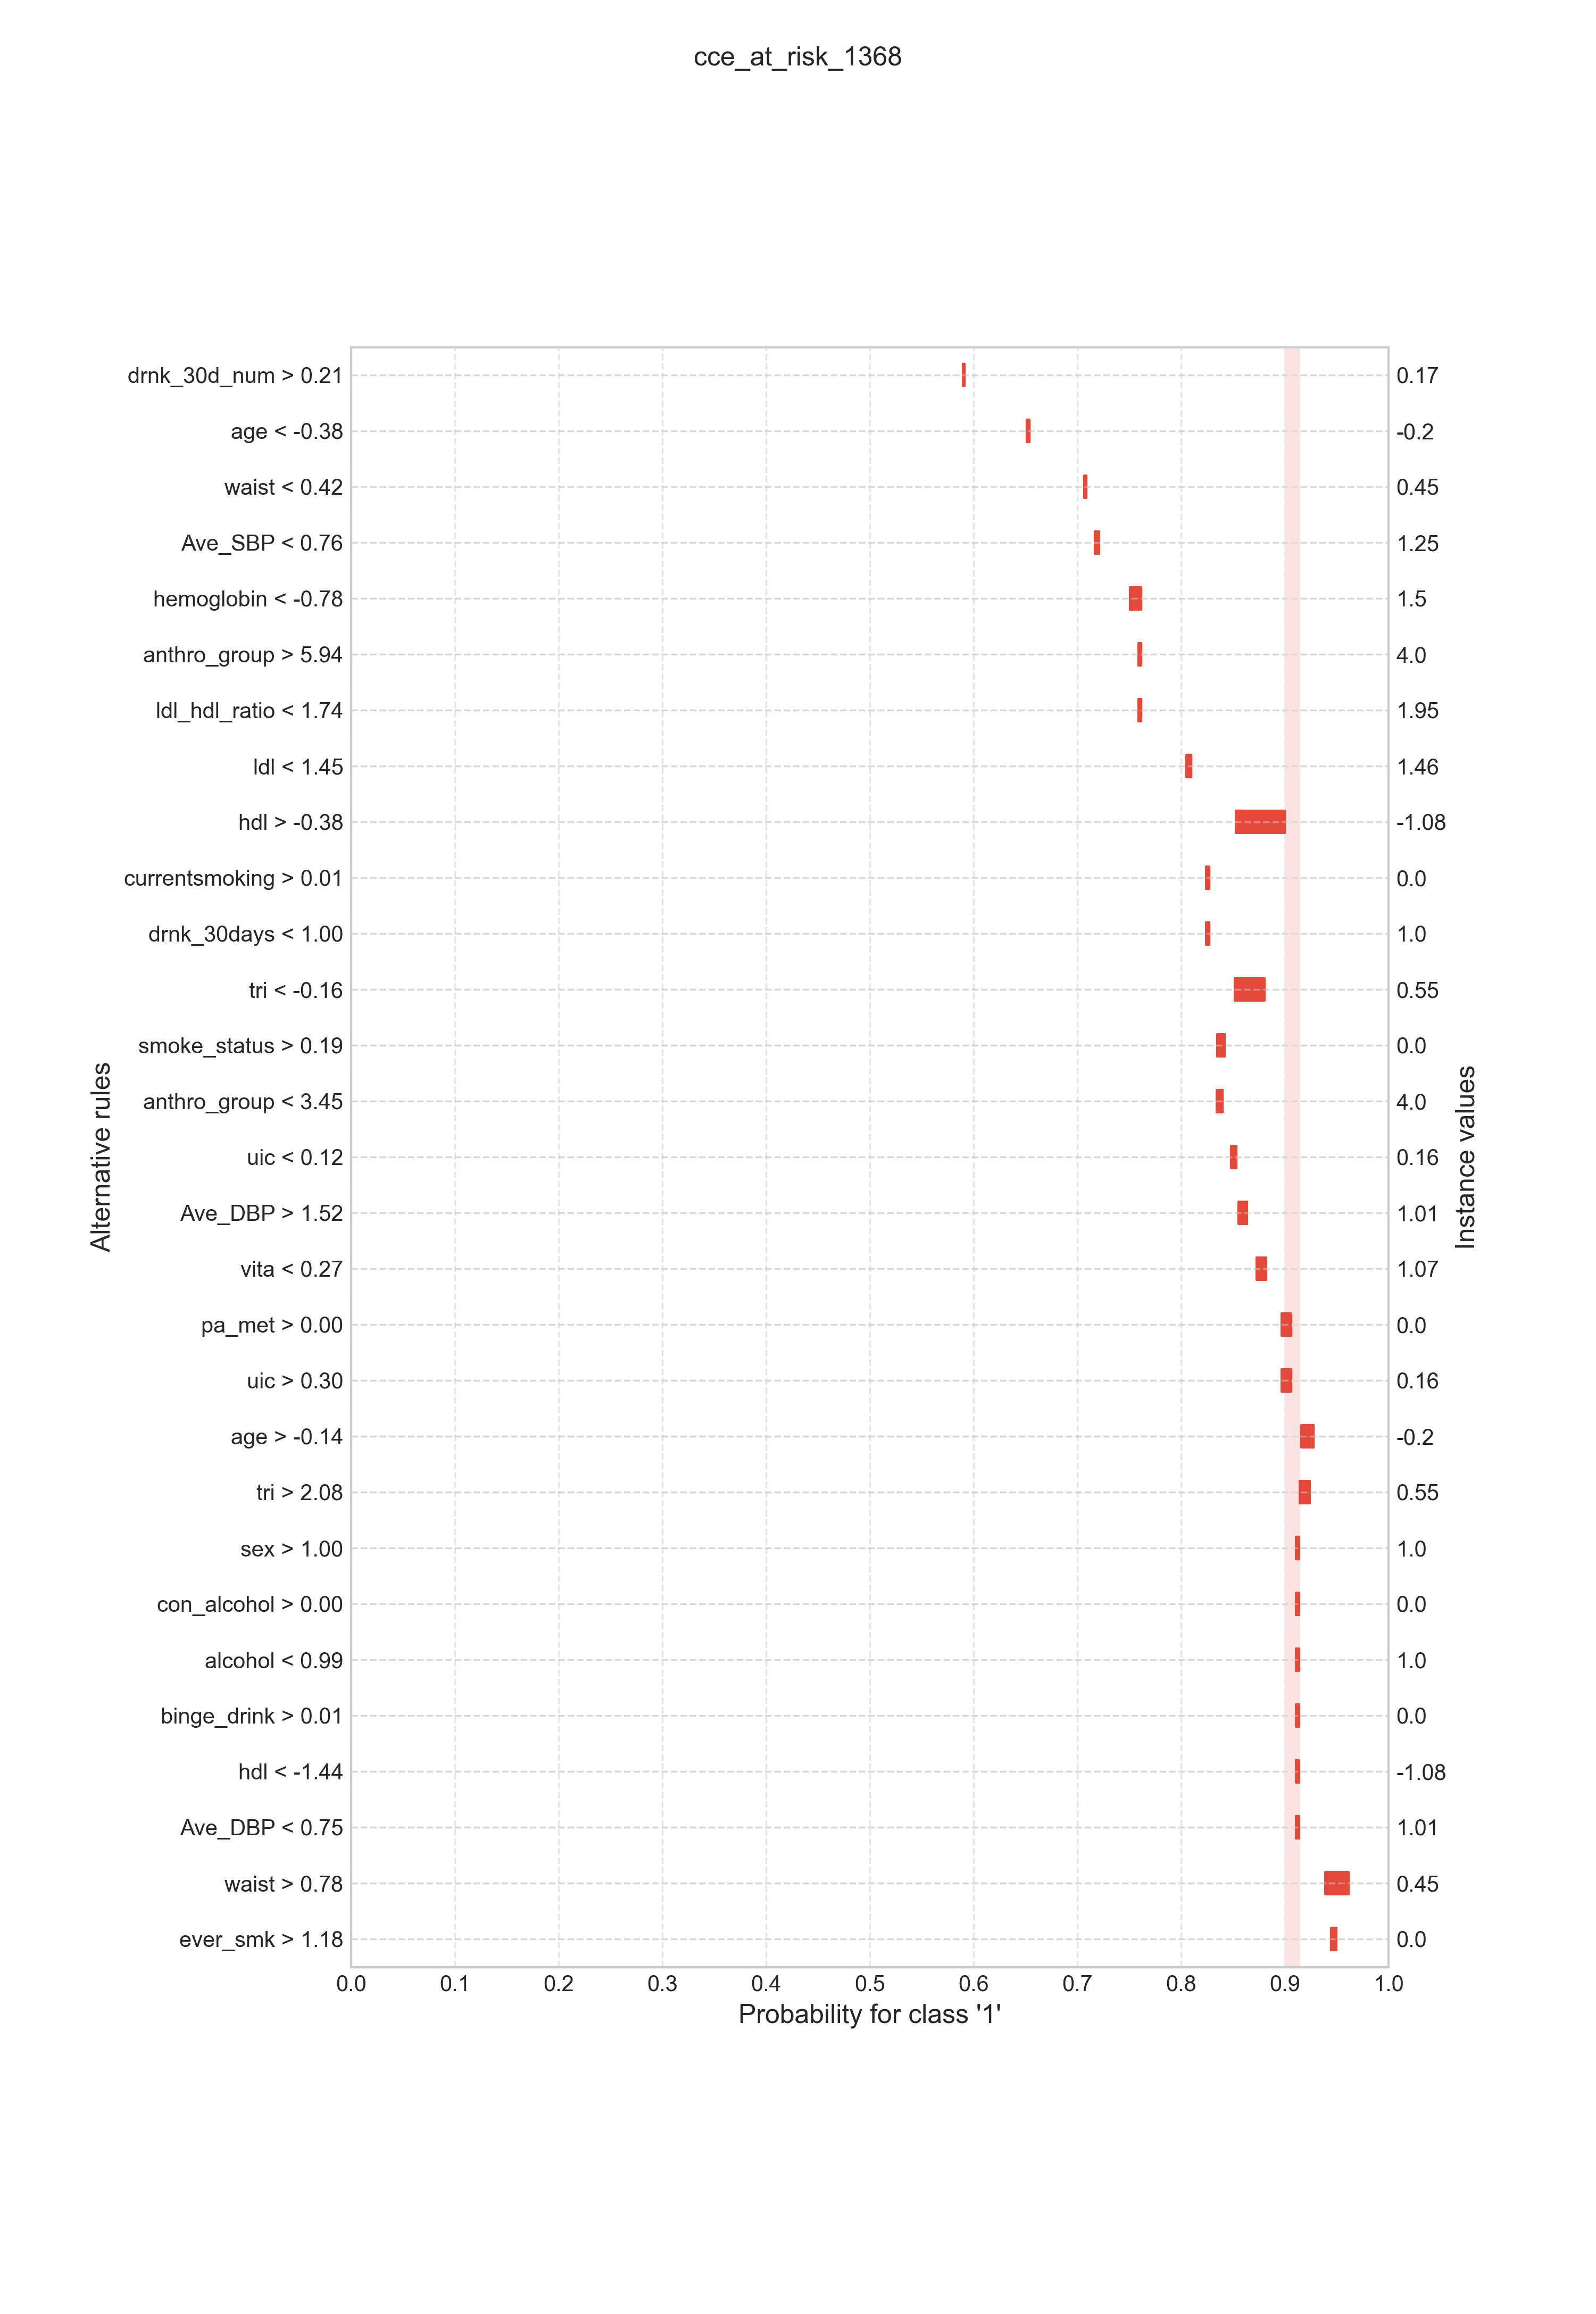 cce_at_risk_1368
drnk_30d_num > 0.21 0.17
age < -0.38 -0.2
waist < 0.42 0.45
Ave_SBP < 0.76 1.25
hemoglobin < -0.78 1.5
anthro_group > 5.94 4.0
ldl_hdl_ratio < 1.74 1.95
ldl < 1.45 1.46
hdl > -0.38 -1.08
currentsmoking > 0.01 0.0
drnk_30days < 1.00 1.0
tri < -0.16 0.55
smoke_status > 0.19 0.0
anthro_group < 3.45 4.0
uic < 0.12 0.16
Ave_DBP > 1.52 1.01
vita < 0.27 1.07
pa_met > 0.00 0.0
uic > 0.30 0.16
age > -0.14 -0.2
tri > 2.08 0.55
sex > 1.00 1.0
con_alcohol > 0.00 0.0
alcohol < 0.99 1.0
binge_drink > 0.01 0.0
hdl < -1.44 -1.08
Ave_DBP < 0.75 1.01
waist > 0.78 0.45
ever_smk > 1.18 0.0
Alternative rules
Instance values
0.0 0.1 0.2 0.3 0.4 0.5 0.6 0.7 0.8 0.9 1.0
Probability for class '1'